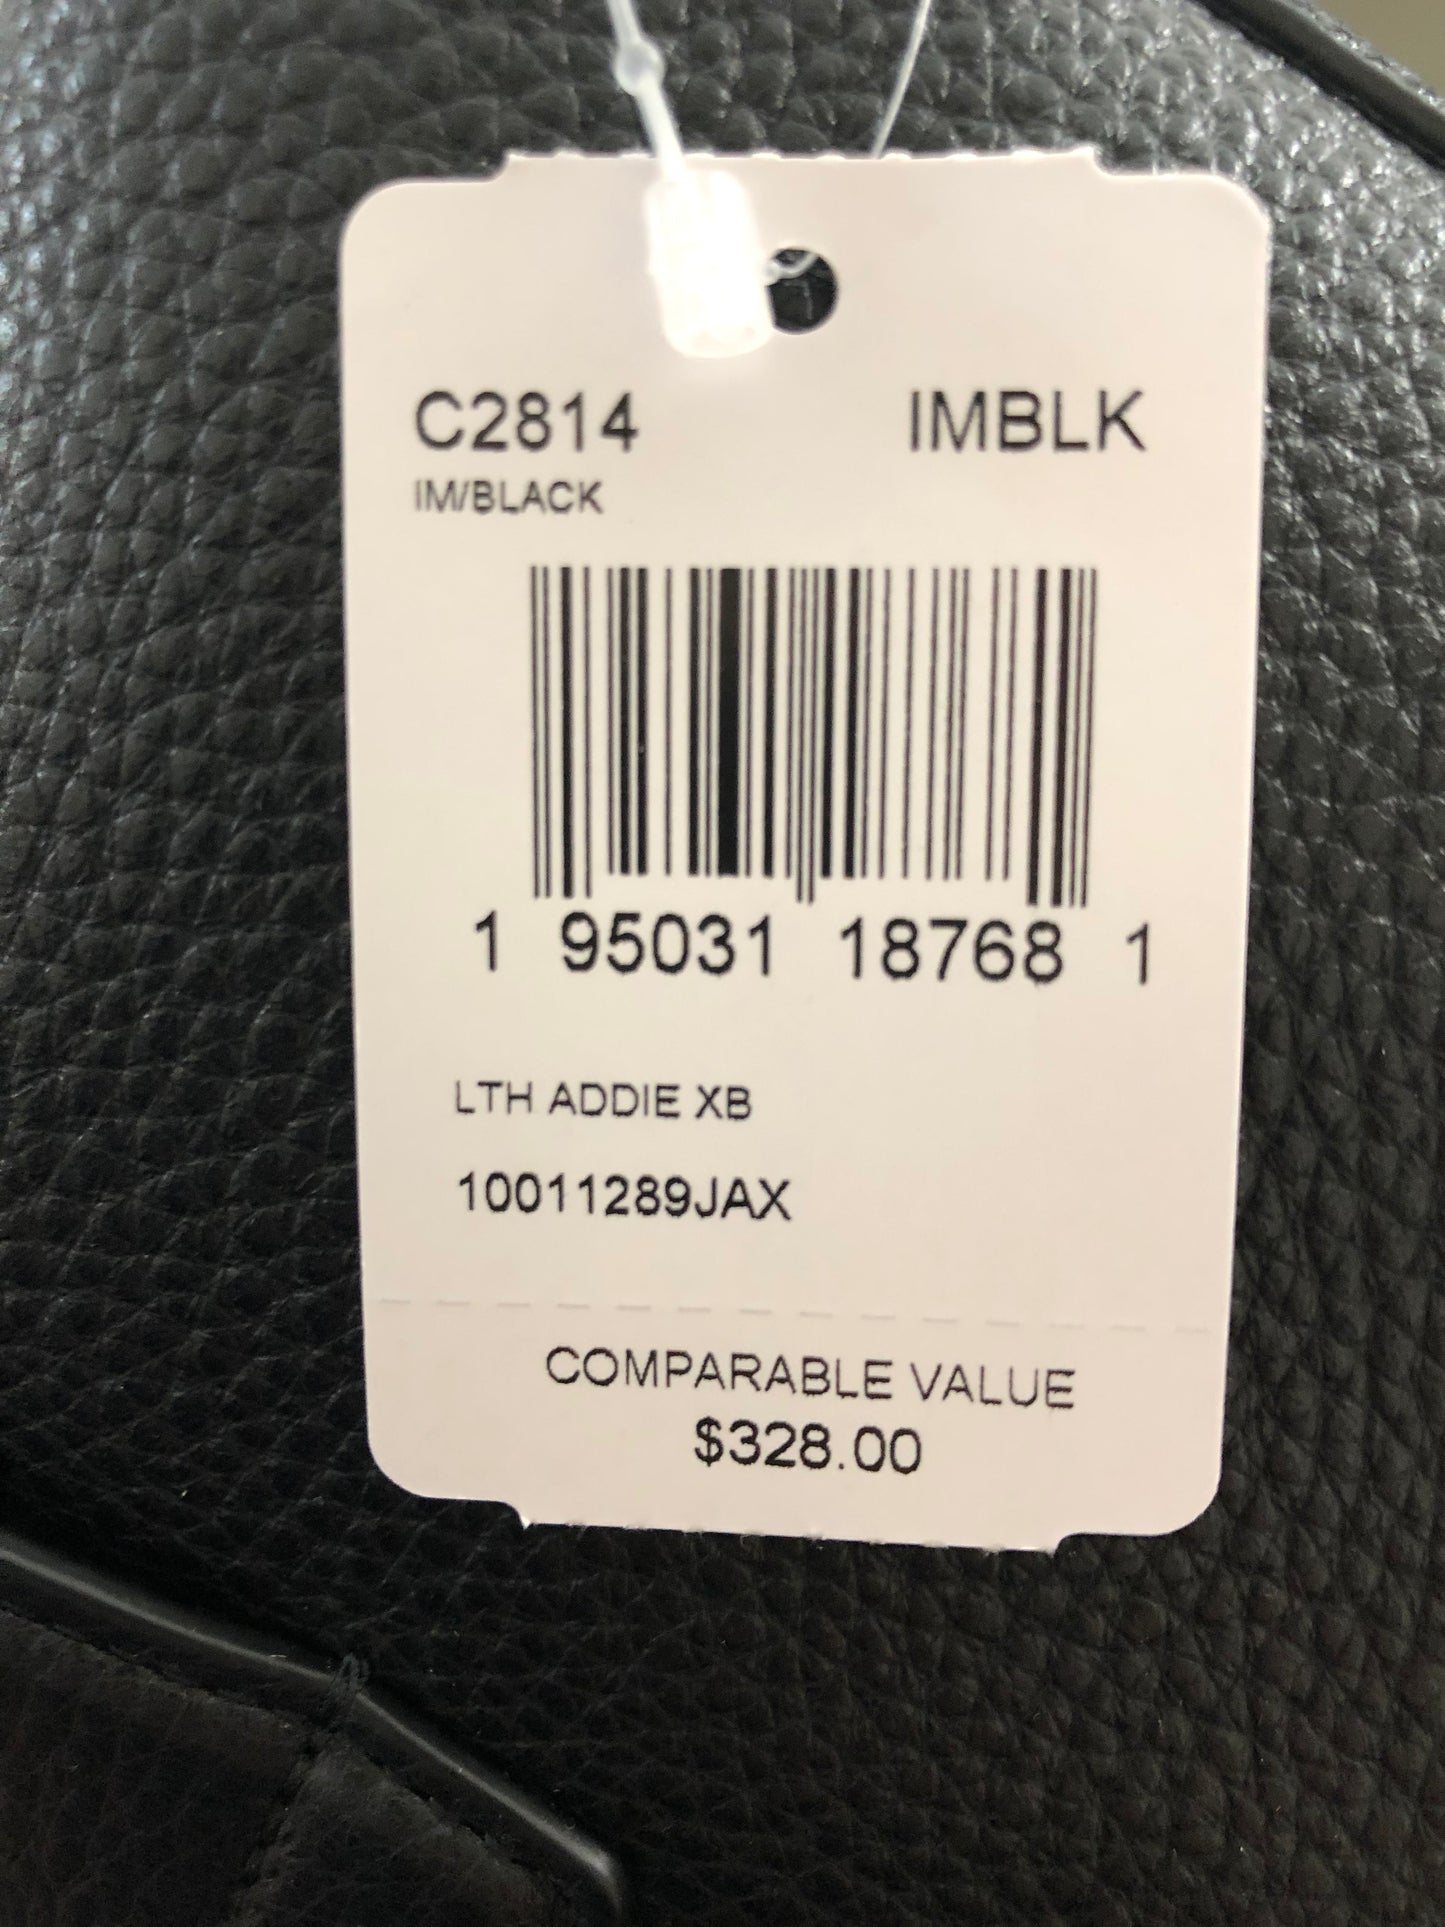 C2814 IMBLK
IM/BLACK
1 95031 18768 1
LTH ADDIE XB
10011289JAX
COMPARABLE VALUE
$328.00